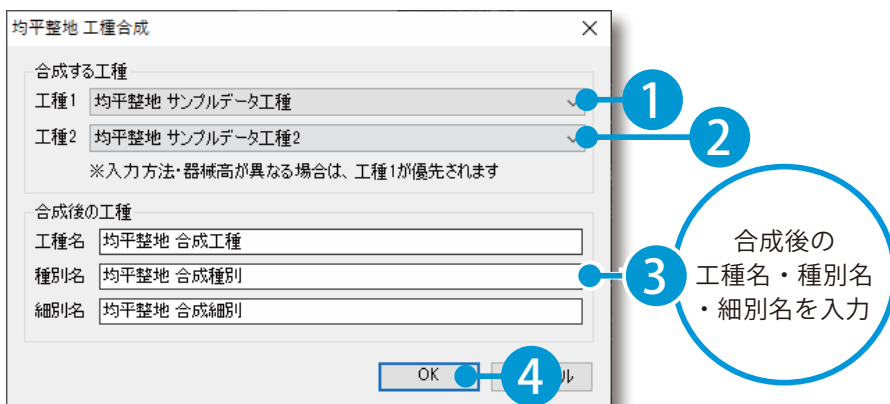 均平整地 工種合成
合成する工種
工種1 均平整地 サンプルデータ工種
1
工種2 均平整地 サンプルデータ工種2
2
※入力方法・器械高が異なる場合は、工種1が優先されます
合成後の工種
工種名 均平整地 合成工種
種別名 均平整地 合成種別
細別名 均平整地 合成細別
3
合成後の
工種名・種別名
・細別名を入力
OK
4
ル